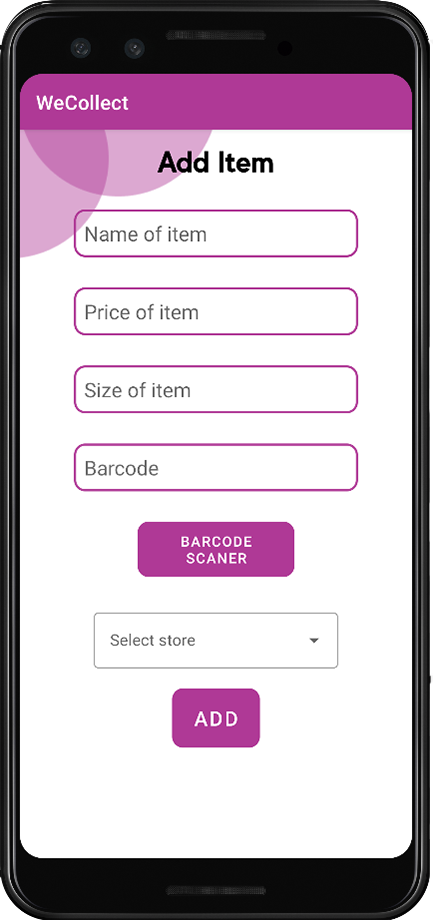 WeCollect
Add Item
Name of item
Price of item
Size of item
Barcode
BARCODE
SCANER
Select store
ADD